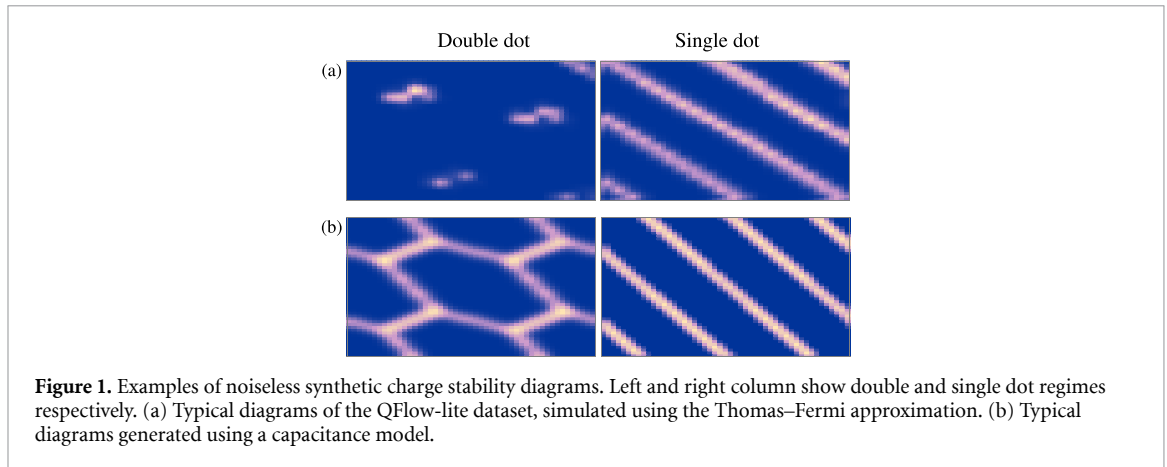 Double dot Single dot
(a)
(b)
Figure 1. Examples of noiseless synthetic charge stability diagrams. Left and right column show double and single dot regimes
respectively. (a) Typical diagrams of the QFlow-lite dataset, simulated using the Thomas–Fermi approximation. (b) Typical
diagrams generated using a capacitance model.